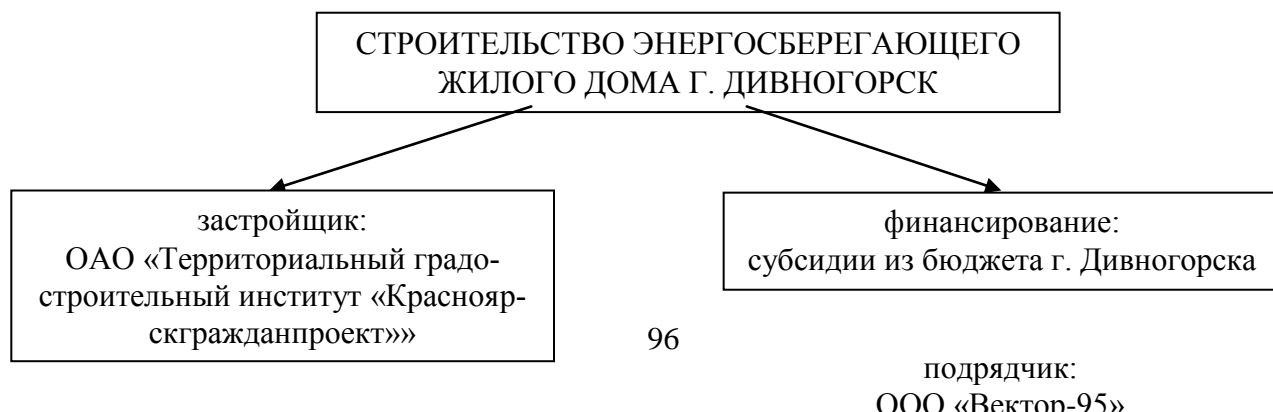 СТРОИТЕЛЬСТВО ЭНЕРГОСБЕРЕГАЮЩЕГО
ЖИЛОГО ДОМА Г. ДИВНОГОРСК
застройщик:
ОАО «Территориальный градо-
строительный институт «Краснояр-
скгражданпроект»»
финансирование:
субсидии из бюджета г. Дивногорска
96
подрядчик:
ООО «Вектор-95»